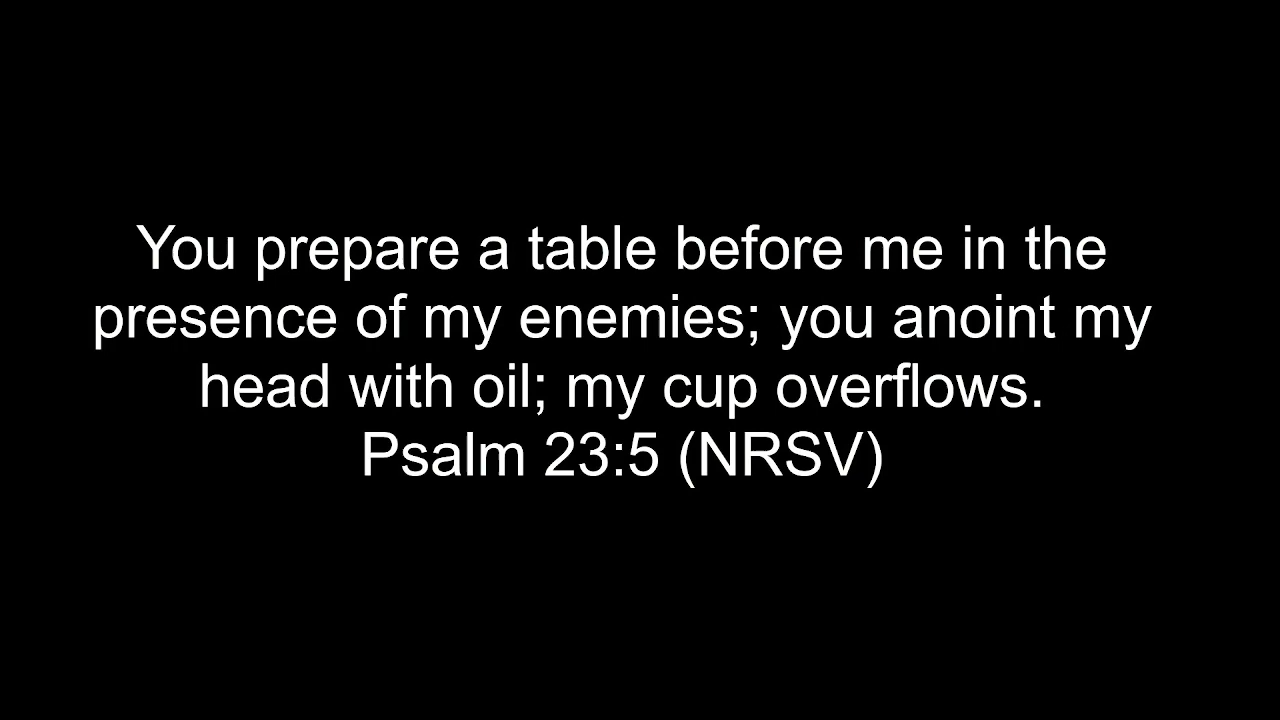 You prepare a table before me in the
presence of my enemies; you anoint my
head with oil; my cup overflows.
Psalm 23:5 (NRSV)